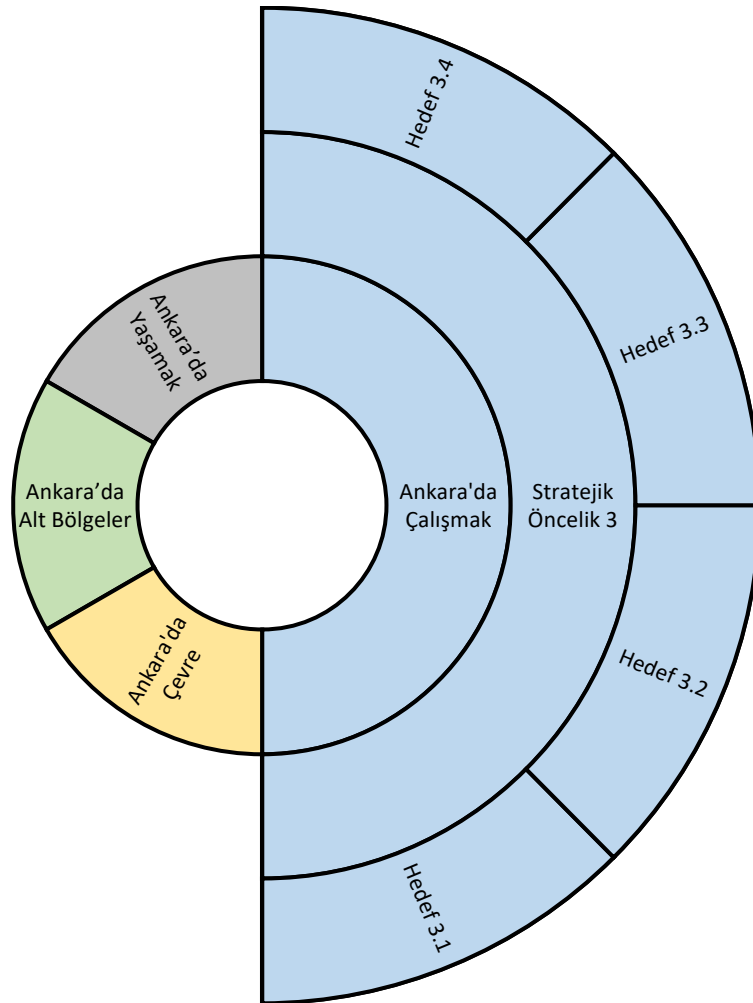 Hedef 3.4
Hedef 3.3
Ankara’da
Yaşamak
Ankara’da
Alt Bölgeler
Ankara'da
Çalışmak
Stratejik
Öncelik 3
Ankara'da
Çevre
Hedef 3.2
Hedef 3.1